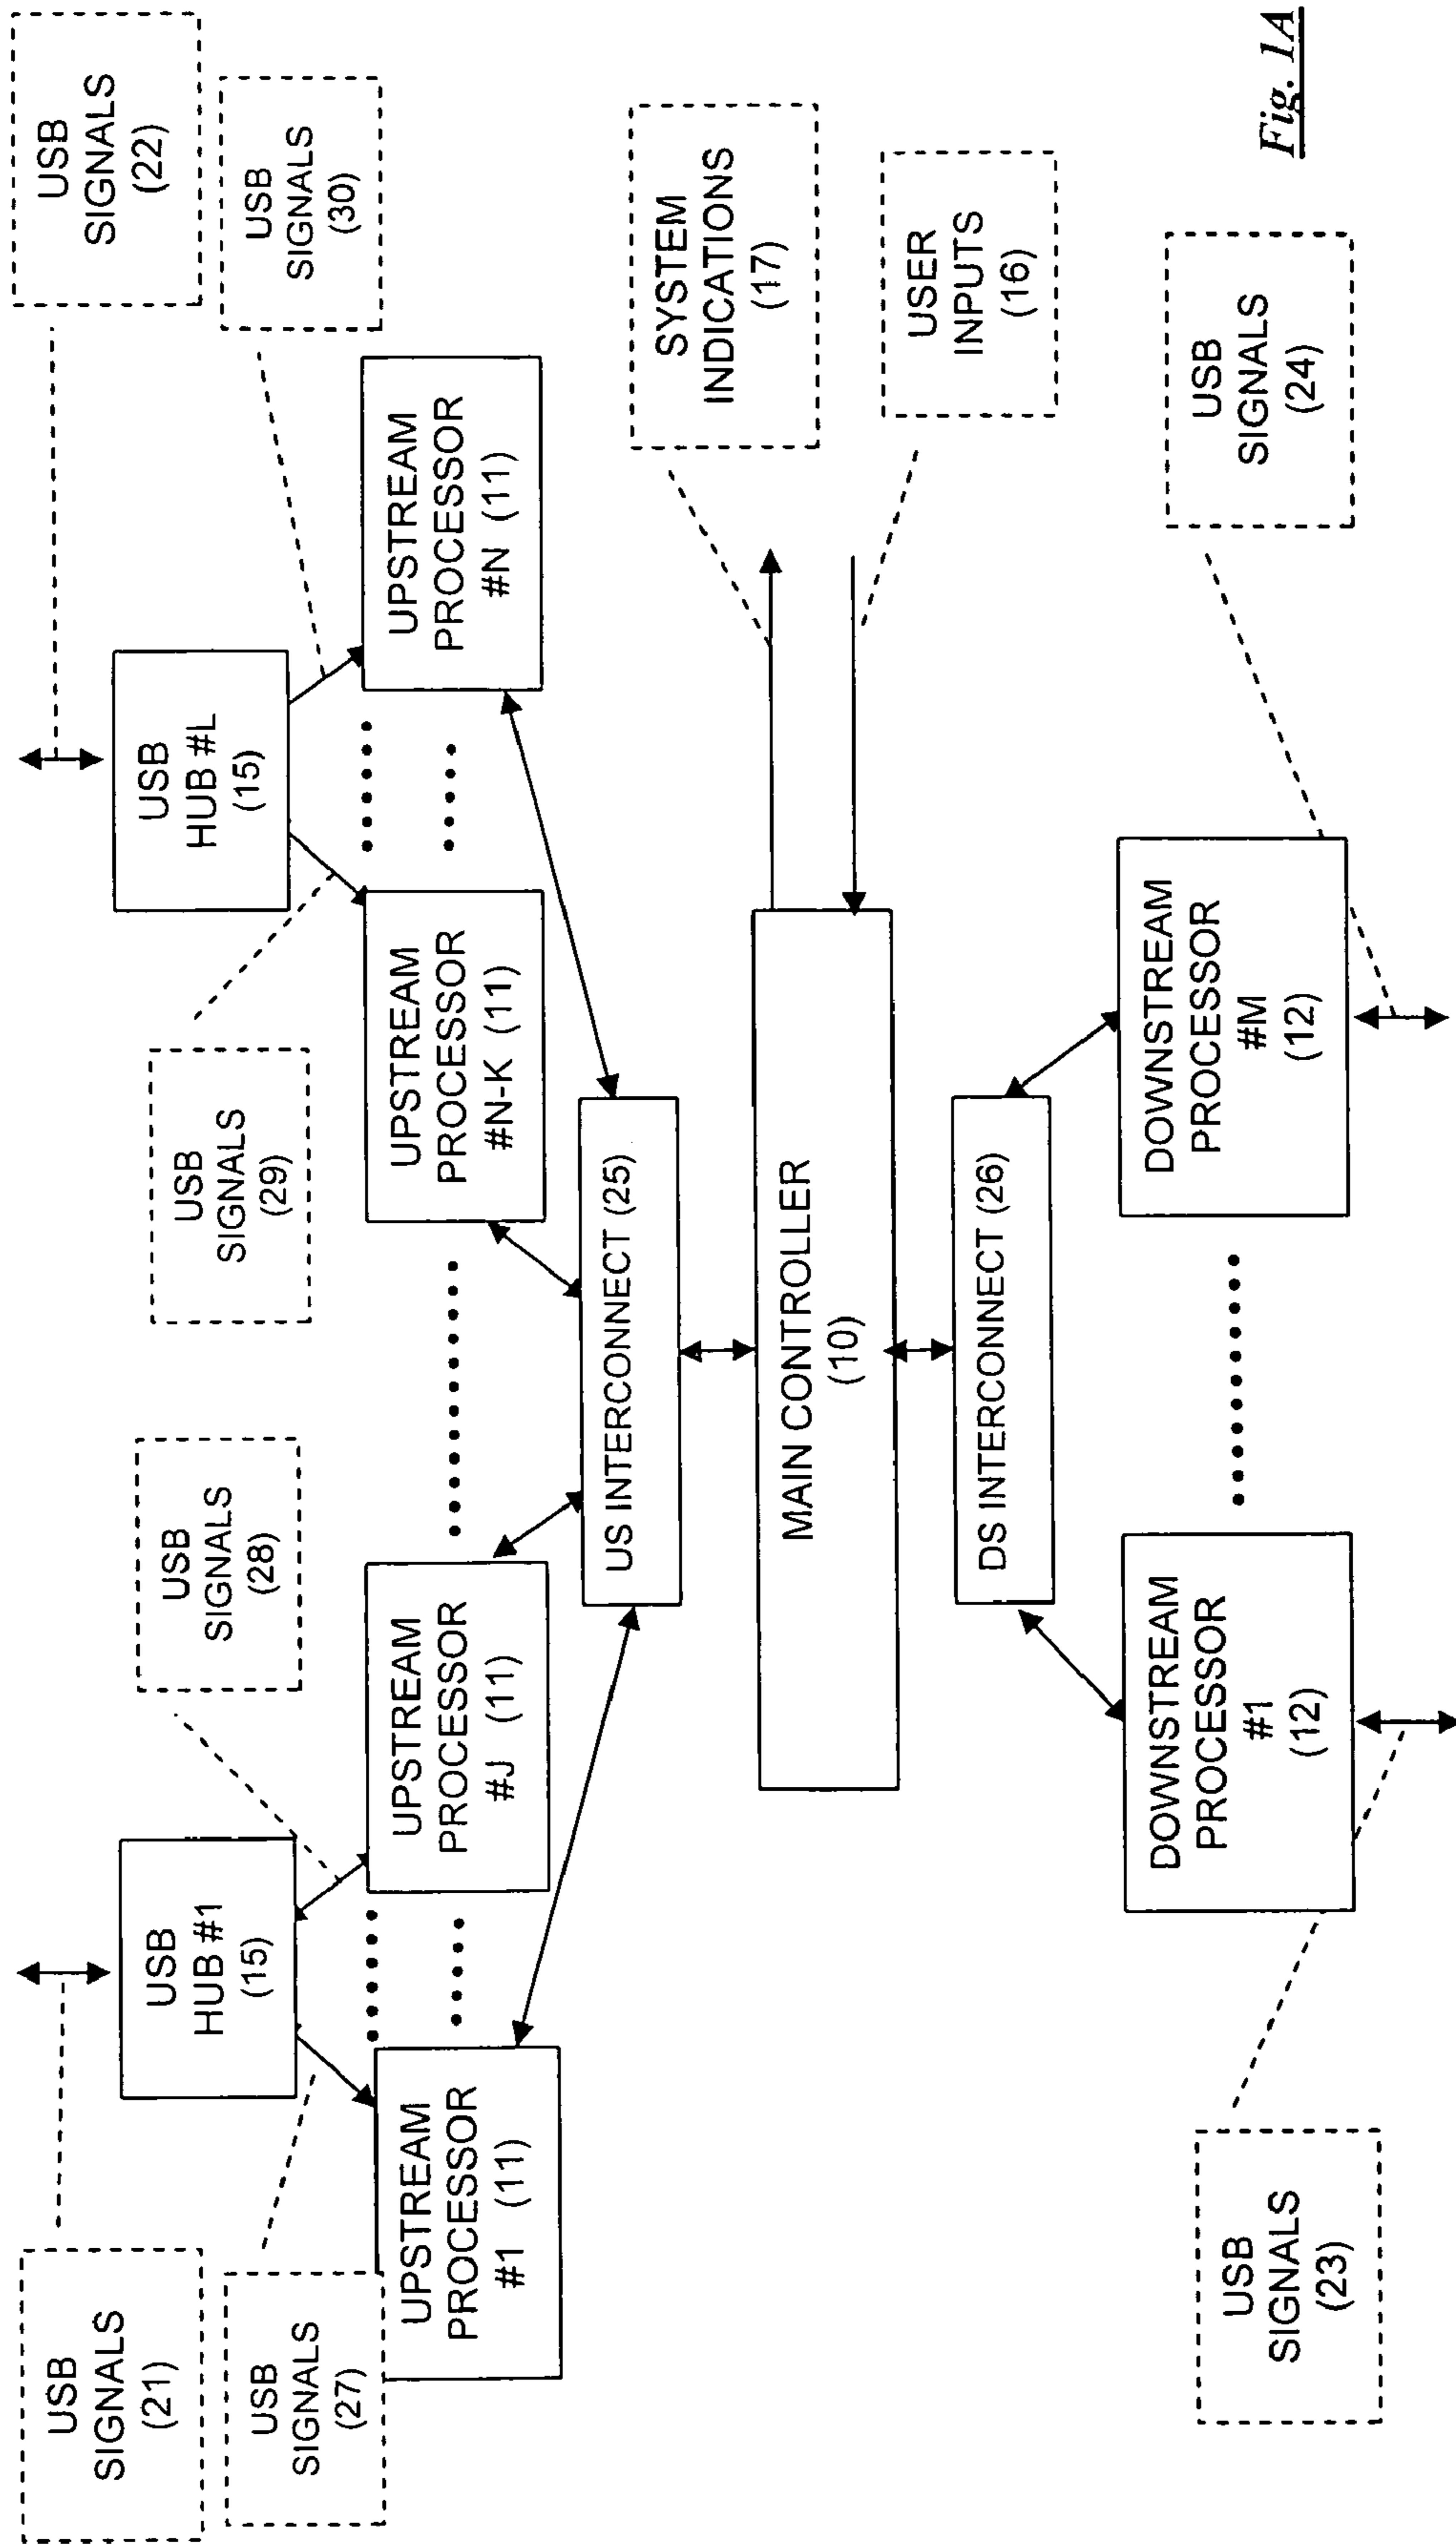 USB
SIGNALS
(21)
USB
SIGNALS
(22)
USB
SIGNALS
(27)
USB
HUB #1
(15)
USB
SIGNALS
(28)
USB
SIGNALS
(29)
USB
HUB #L
(15)
USB
SIGNALS
(30)
UPSTREAM
PROCESSOR
#1 (11)
UPSTREAM
PROCESSOR
#J (11)
UPSTREAM
PROCESSOR
#N-K (11)
UPSTREAM
PROCESSOR
#N (11)
US INTERCONNECT (25)
SYSTEM
INDICATIONS
(17)
MAIN CONTROLLER
(10)
USER
INPUTS
(16)
DS INTERCONNECT (26)
DOWNSTREAM
PROCESSOR
#1
(12)
DOWNSTREAM
PROCESSOR
#M
(12)
USB
SIGNALS
(23)
USB
SIGNALS
(24)
Fig. 1A